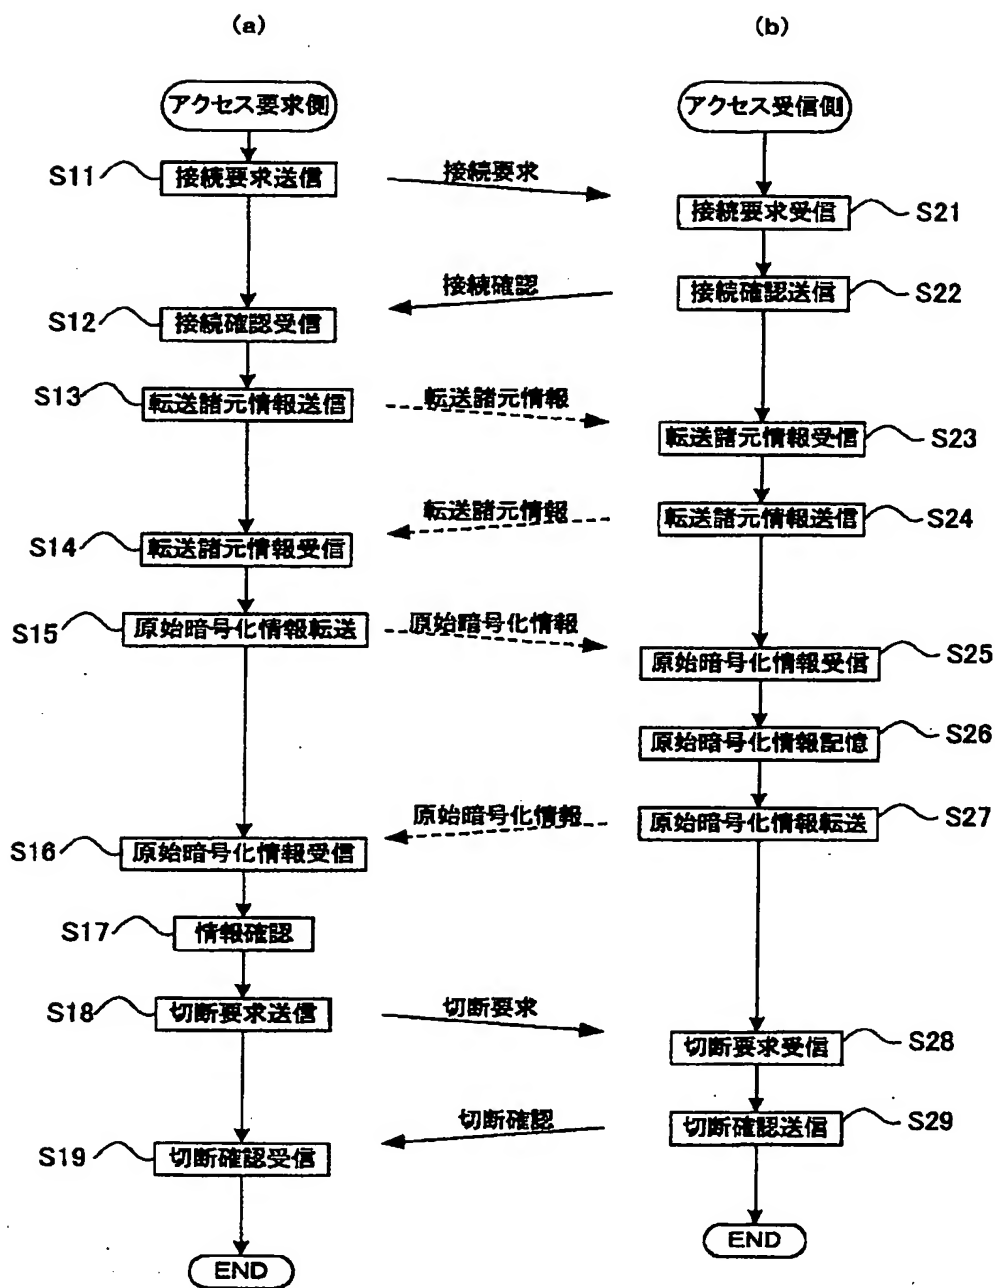 (a)
(b)
アクセス要求側
アクセス受信側
S11
接続要求送信
接続要求
接続要求受信
S21
接続確認
接続確認送信
S22
S12
接続確認受信
S13
転送諸元情報送信
転送諸元情報
転送諸元情報受信
S23
転送諸元情報
転送諸元情報送信
S24
S14
転送諸元情報受信
S15
原始暗号化情報転送
原始暗号化情報
原始暗号化情報受信
S25
原始暗号化情報記憶
S26
原始暗号化情報
原始暗号化情報転送
S27
S16
原始暗号化情報受信
S17
情報確認
S18
切断要求送信
切断要求
切断要求受信
S28
切断確認
切断確認送信
S29
S19
切断確認受信
END
END